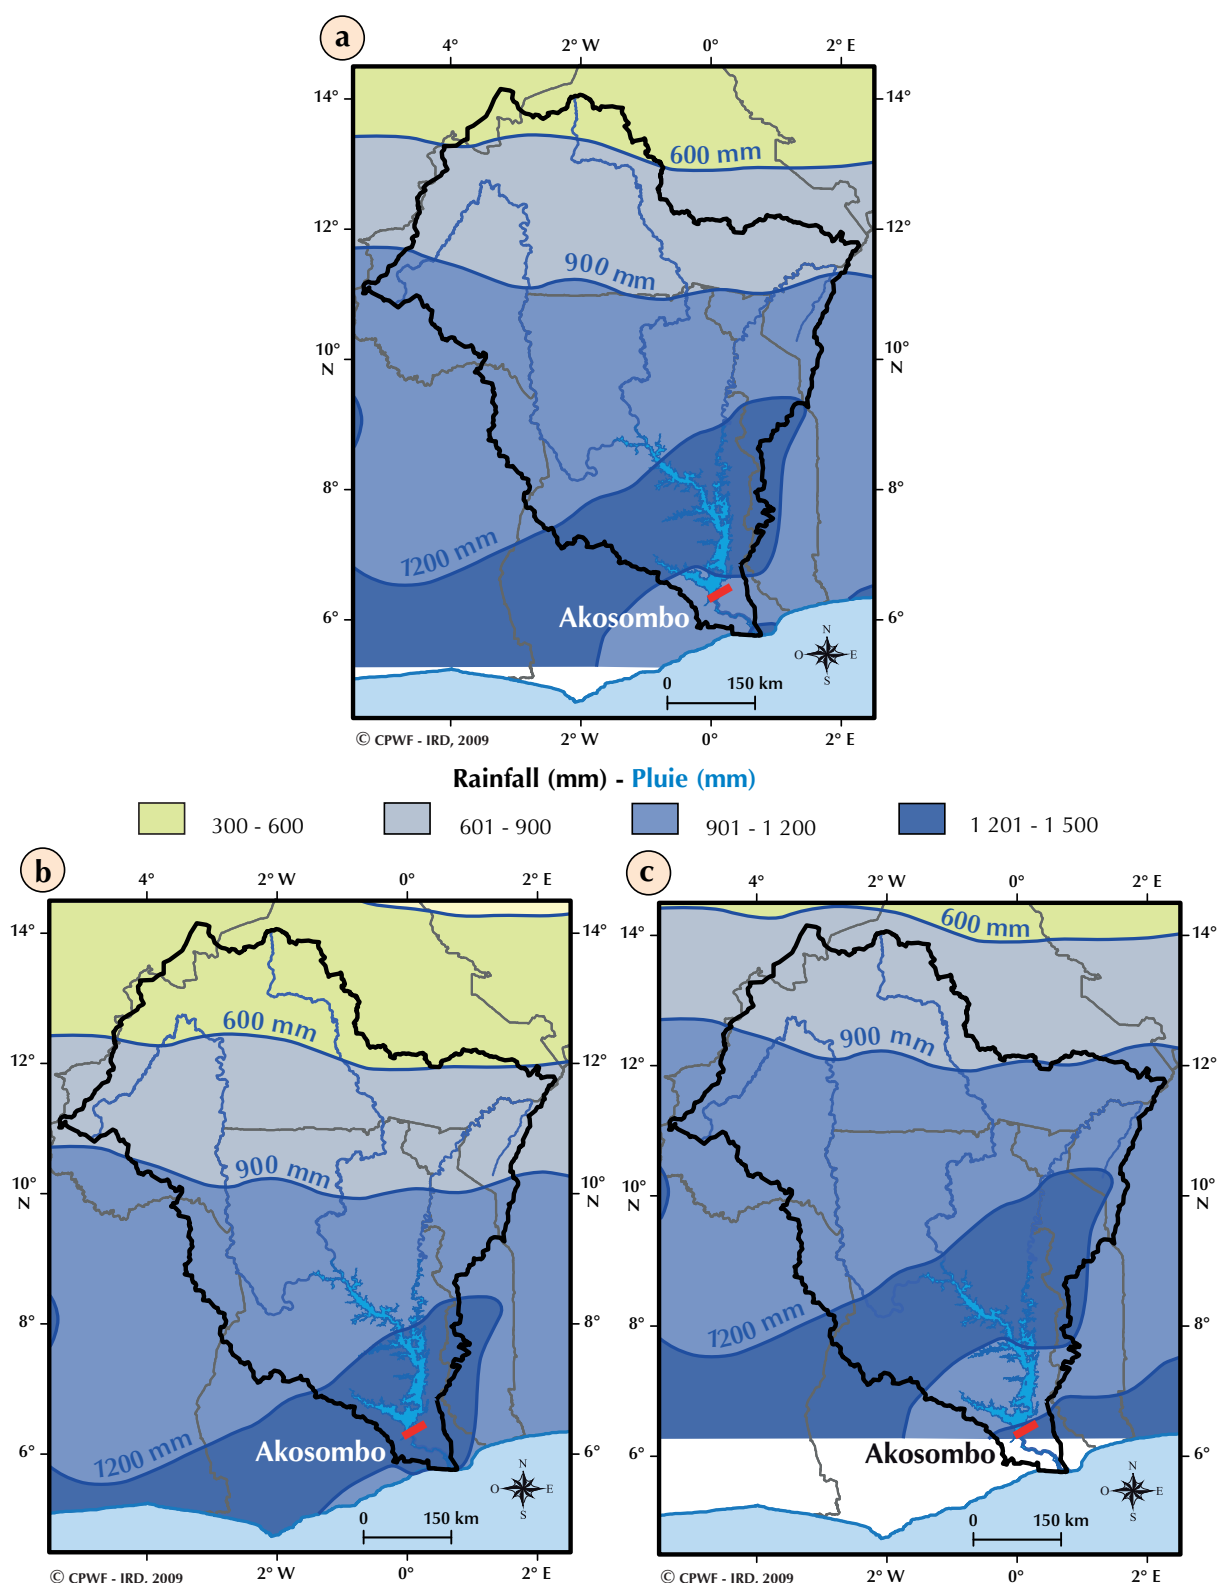 a
4° 2° W 0° 2° E
14° 14°
600 mm
12° 12°
900 mm
10° 10°
N N
8° 8°
1200 mm
6° Akosombo 6°
N
O E
S
0 150 km
© CPWF - IRD, 2009 2° W 0° 2° E
Rainfall (mm) - Pluie (mm)
300 - 600 601 - 900 901 - 1 200 1 201 - 1 500
b
4° 2° W 0° 2° E
14° 14°
600 mm
12° 12°
900 mm
10° 10°
N N
8° 8°
1200 mm
Akosombo
6° 6°
N
O E
S
0 150 km
4° 2° W 0° 2° E
© CPWF - IRD, 2009
c
4° 2° W 0° 2° E
600 mm
14° 14°
900 mm
12° 12°
10° 10°
N N
8° 8°
1200 mm
Akosombo
6° 6°
N
O E
S
0 150 km
4° 2° W 0° 2° E
© CPWF - IRD, 2009